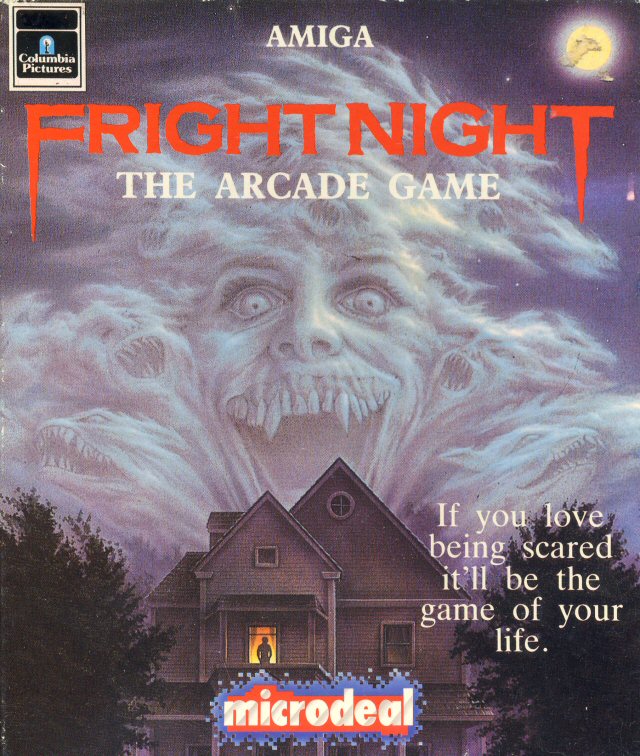 Columbia
Pictures
AMIGA
FRIGHT NIGHT
THE ARCADE GAME
If you love
being scared
it'll be the
game of your
life.
microdeal